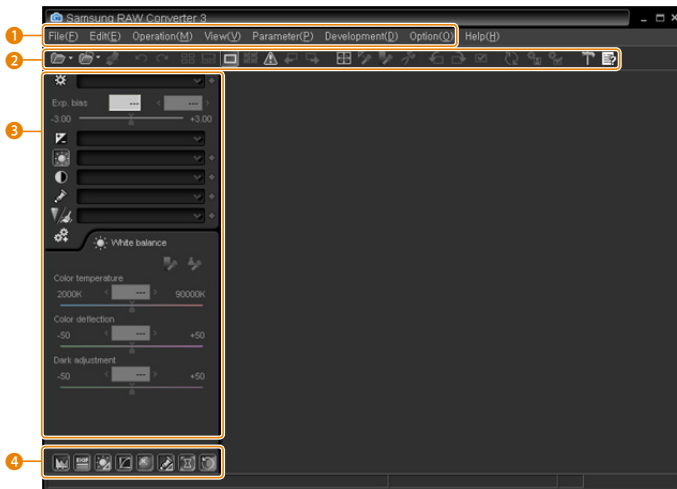 Samsung RAW Converter 3
File(F) Edit(E) Operation(M) View(V) Parameter(P) Development(D) Option(O) Help(H)
1
2
3
4
Exp. bias --- ---
-3.00 +3.00
White balance
Color temperature
2000K --- 90000K
Color deflection
-50 --- +50
Dark adjustment
-50 --- +50
EXIF